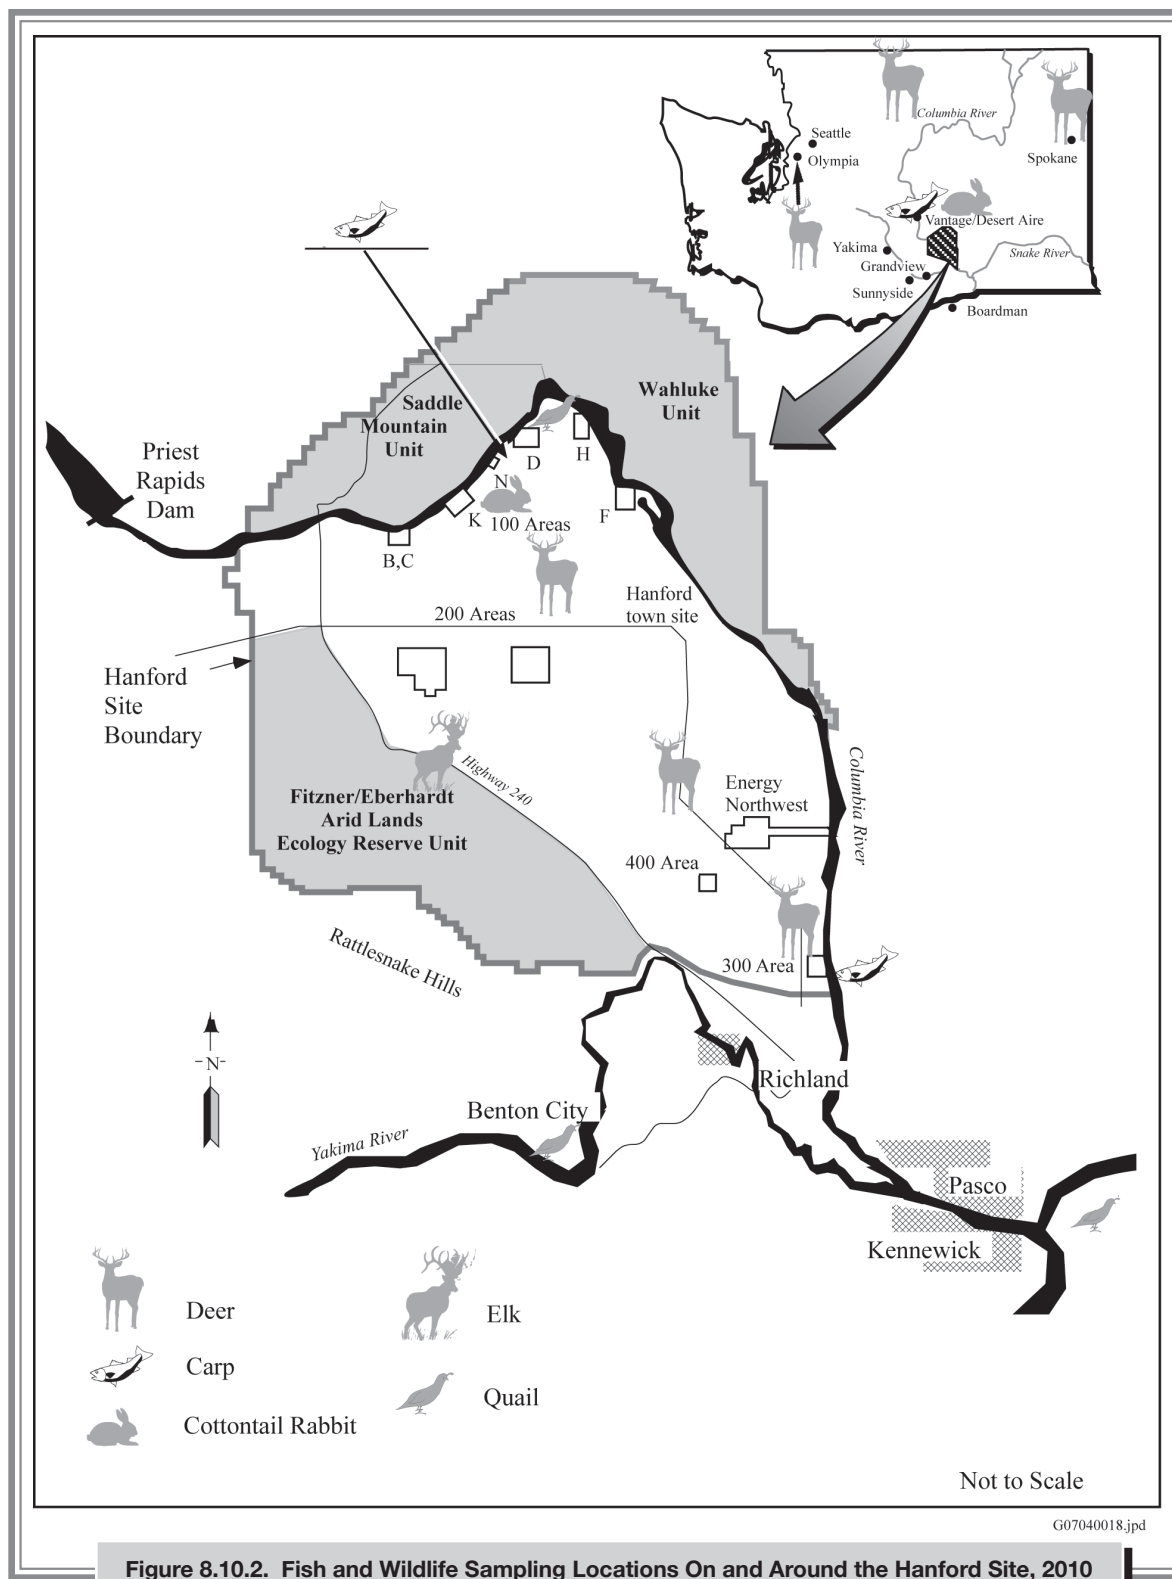 Columbia River
Seattle
Olympia
Spokane
Vantage/Desert Aire
Yakima
Snake River
Grandview
Sunnyside
Boardman
Wahluke
Unit
Saddle
Mountain
Unit
Priest
Rapids
Dam
D
H
N
K
100 Areas
F
B,C
Hanford
town site
200 Areas
Hanford
Site
Boundary
Highway 240
Columbia River
Energy
Northwest
Fitzner/Eberhardt
Arid Lands
Ecology Reserve Unit
400 Area
Rattlesnake Hills
300 Area
N
Richland
Benton City
Yakima River
Pasco
Kennewick
Deer
Elk
Carp
Quail
Cottontail Rabbit
Not to Scale
G07040018.jpd
Figure 8.10.2. Fish and Wildlife Sampling Locations On and Around the Hanford Site, 2010